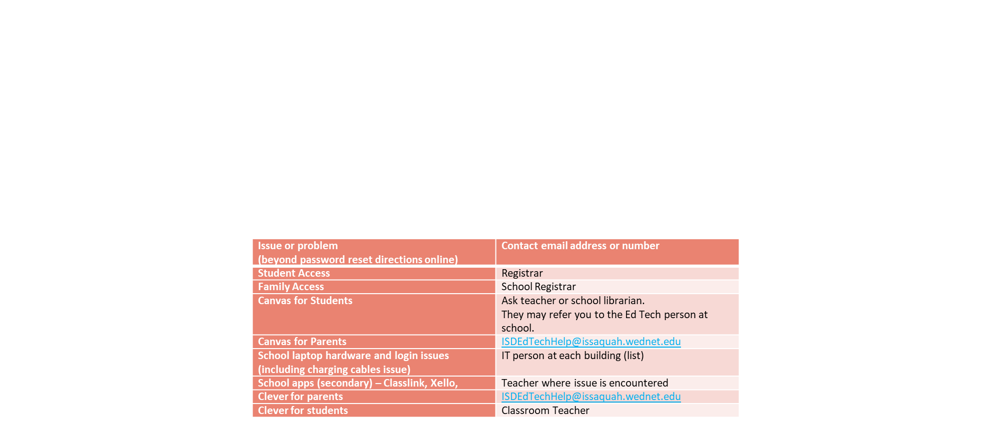 Issue or problem
(beyond password reset directions online)
Contact email address or number
Student Access
Registrar
Family Access
School Registrar
Canvas for Students
Ask teacher or school librarian.
They may refer you to the Ed Tech person at
school.
Canvas for Parents
ISDEdTechHelp@issaquah.wednet.edu
School laptop hardware and login issues
(including charging cables issue)
IT person at each building (list)
School apps (secondary) – Classlink, Xello,
Teacher where issue is encountered
Clever for parents
ISDEdTechHelp@issaquah.wednet.edu
Clever for students
Classroom Teacher